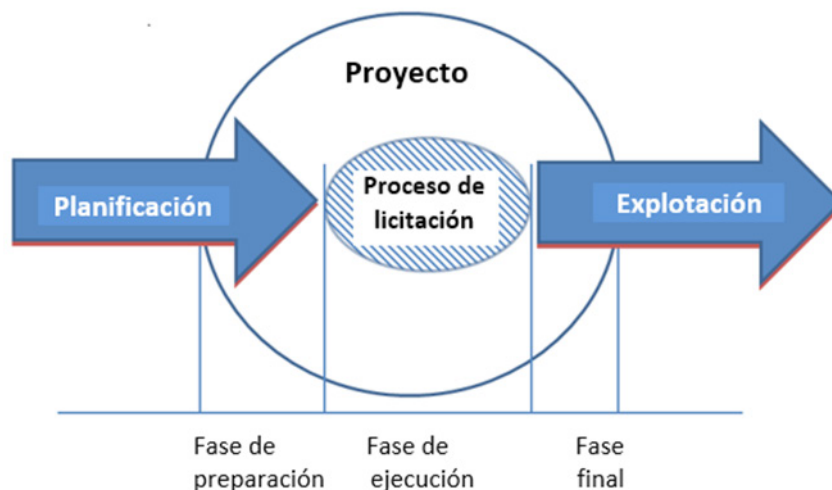 Proyecto
Planificación
Proceso de
licitación
Explotación
Fase de
preparación
Fase de
ejecución
Fase
final